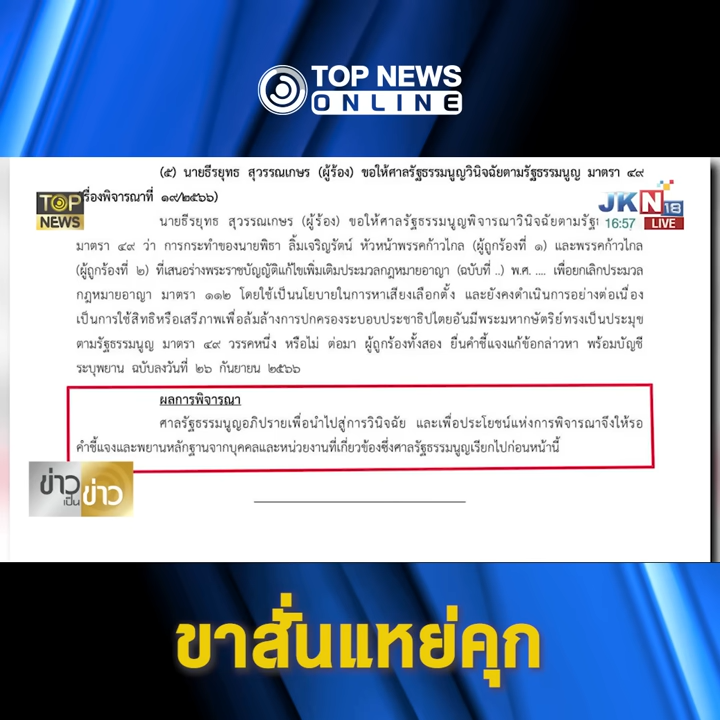 TOP NEWS
ONLINE
(๕) นายธีรยุทธ สุวรรณเกษร (ผู้ร้อง) ขอให้ศาลรัฐธรรมนูญวินิจฉัยตามรัฐธรรมนูญ มาตรา ๔๙
เรื่องพิจารณาที่ ๑๙/๒๕๖๖)
TOP
NEWS
JKN18
16:57 LIVE
นายธีรยุทธ สุวรรณเกษร (ผู้ร้อง) ขอให้ศาลรัฐธรรมนูญพิจารณาวินิจฉัยตามรัฐ
มาตรา ๔๙ ว่า การกระทำของนายพิธา ลิ้มเจริญรัตน์ หัวหน้าพรรคก้าวไกล (ผู้ถูกร้องที่ ๑) และพรรคก้าวไกล
(ผู้ถูกร้องที่ ๒) ที่เสนอร่างพระราชบัญญัติแก้ไขเพิ่มเติมประมวลกฎหมายอาญา (ฉบับที่ ..) พ.ศ. .... เพื่อยกเลิกประมวล
กฎหมายอาญา มาตรา ๑๑๒ โดยใช้เป็นนโยบายในการหาเสียงเลือกตั้ง และยังคงดำเนินการอย่างต่อเนื่อง
เป็นการใช้สิทธิหรือเสรีภาพเพื่อล้มล้างการปกครองระบอบประชาธิปไตยอันมีพระมหากษัตริย์ทรงเป็นประมุข
ตามรัฐธรรมนูญ มาตรา ๔๙ วรรคหนึ่ง หรือไม่ ต่อมา ผู้ถูกร้องทั้งสอง ยื่นคำชี้แจงแก้ข้อกล่าวหา พร้อมบัญชี
ระบุพยาน ฉบับลงวันที่ ๒๖ กันยายน ๒๕๖๖
ผลการพิจารณา
ศาลรัฐธรรมนูญอภิปรายเพื่อนำไปสู่การวินิจฉัย และเพื่อประโยชน์แห่งการพิจารณาจึงให้รอ
คำชี้แจงและพยานหลักฐานจากบุคคลและหน่วยงานที่เกี่ยวข้องซึ่งศาลรัฐธรรมนูญเรียกไปก่อนหน้านี้
ข่าวเป็นข่าว
ขาสั่นแหย่คุก